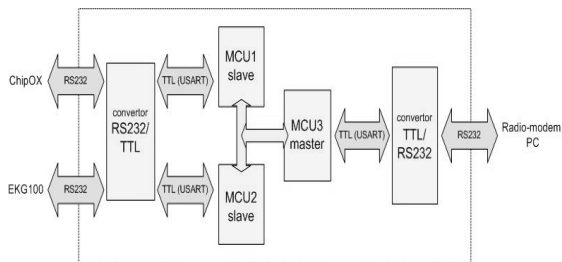 ChipOX
RS232
convertor
RS232/
TTL
TTL (USART)
MCU1
slave
MCU3
master
TTL (USART)
convertor
TTL/
RS232
RS232
Radio-modem
PC
EKG100
RS232
TTL (USART)
MCU2
slave